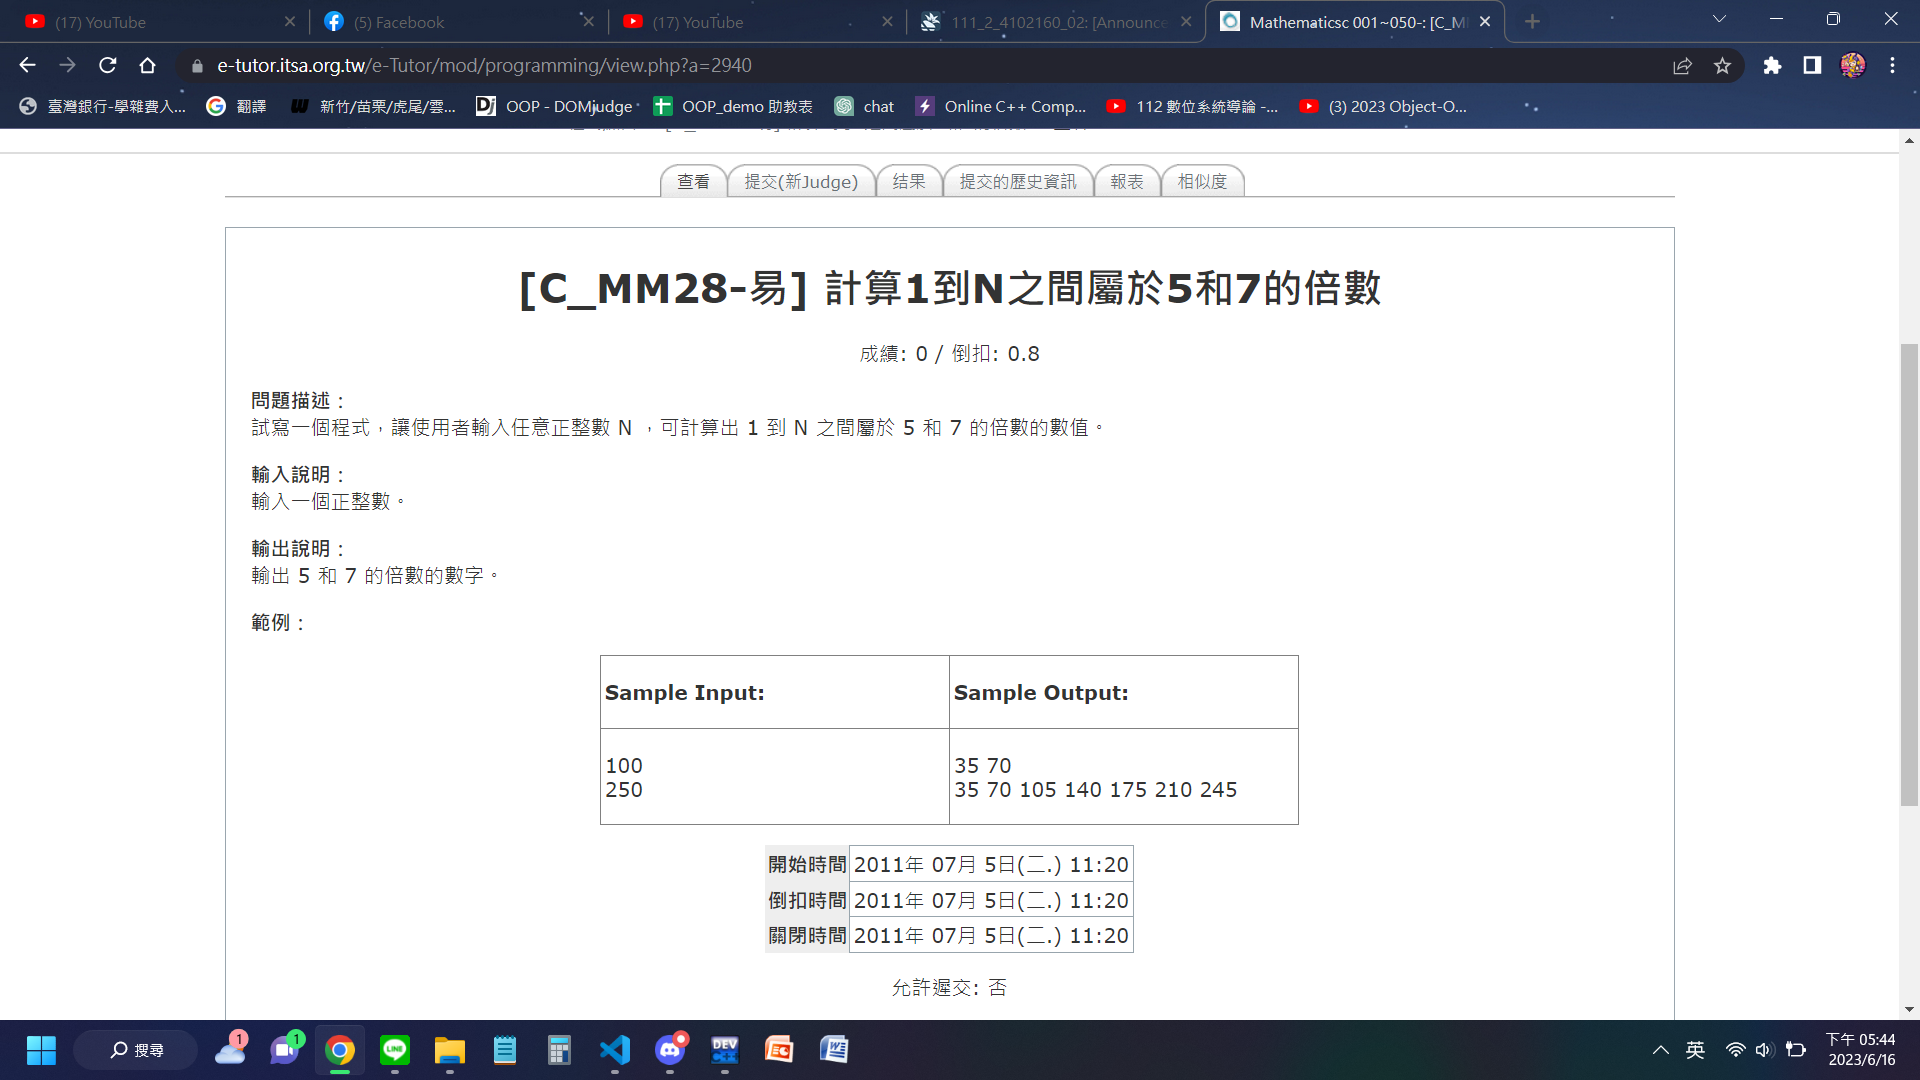 (17) YouTube
(5) Facebook
(17) YouTube
111_2_4102160_02: [Announce
Mathematicsc 001~050-: [C_M
e-tutor.itsa.org.tw/e-Tutor/mod/programming/view.php?a=2940
臺灣銀行-學雜費入...
翻譯
新竹/苗栗/虎尾/雲...
OOP - DOMjudge
OOP_demo 助教表
chat
Online C++ Comp...
112 數位系統導論 -...
(3) 2023 Object-O...
查看
提交(新Judge)
结果
提交的歷史資訊
報表
相似度
[C_MM28-易] 計算1到N之間屬於5和7的倍數
成績: 0 / 倒扣: 0.8
問題描述：
試寫一個程式，讓使用者輸入任意正整數 N ，可計算出 1 到 N 之間屬於 5 和 7 的倍數的數值。
輸入說明：
輸入一個正整數。
輸出說明：
輸出 5 和 7 的倍數的數字。
範例：
Sample Input:
Sample Output:
100
250
35 70
35 70 105 140 175 210 245
開始時間 2011年 07月 5日(二.) 11:20
倒扣時間 2011年 07月 5日(二.) 11:20
關閉時間 2011年 07月 5日(二.) 11:20
允許遲交: 否
搜尋
1
1
LINE
DEV
C++
英
下午 05:44
2023/6/16